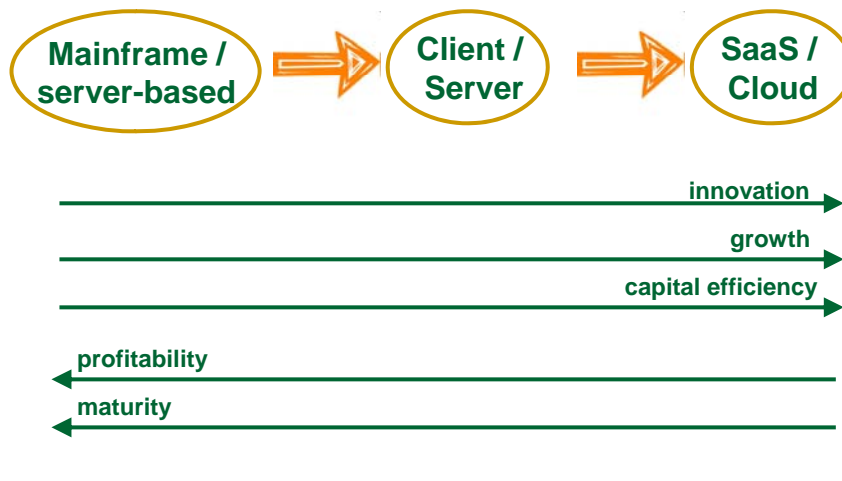 Mainframe /
server-based
Client /
Server
SaaS /
Cloud
innovation
growth
capital efficiency
profitability
maturity